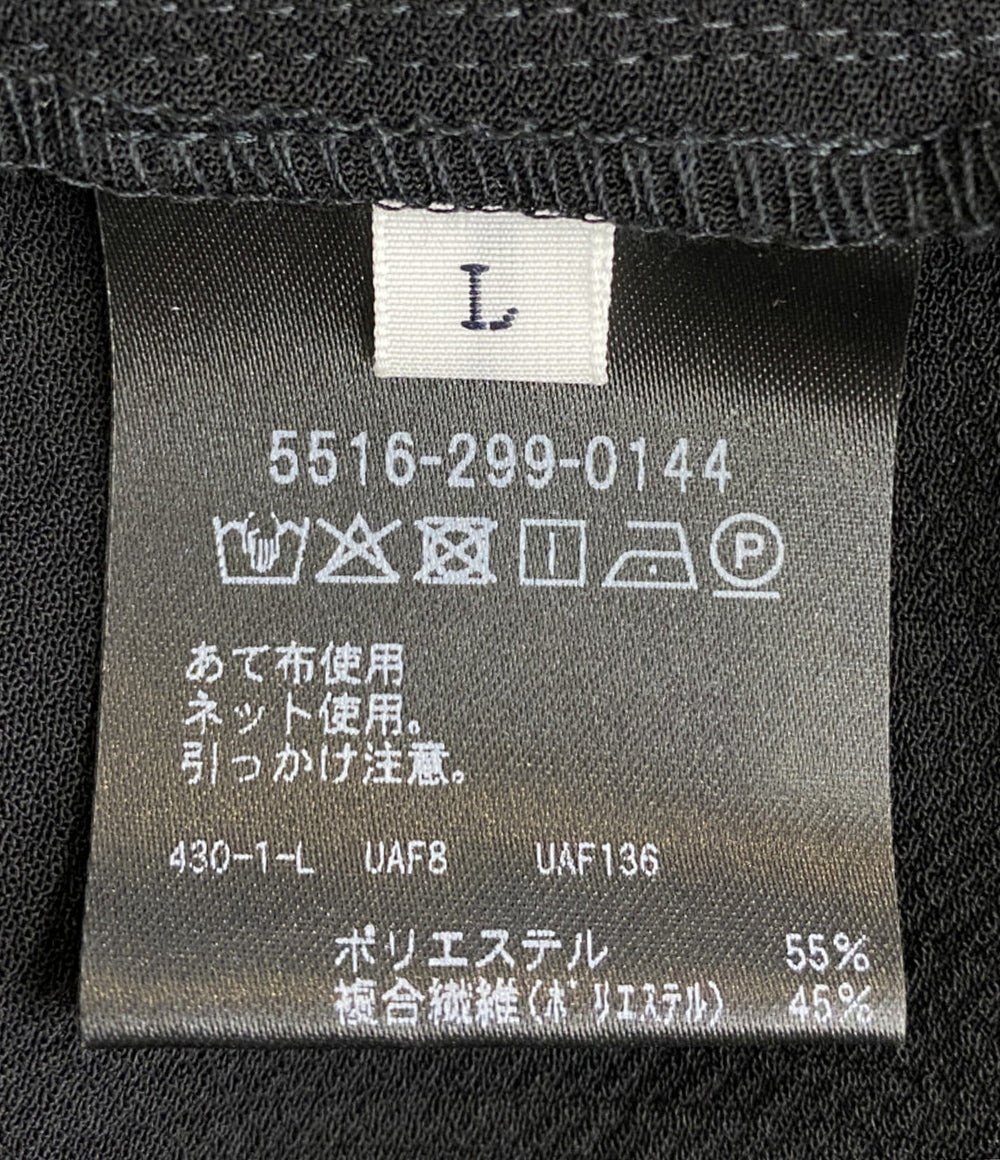 L
5516-299-0144
P
あて布使用
ネット使用。
引っかけ注意。
430-1-L UAF8 UAF136
ポリエステル 55%
複合繊維(ポリエステル) 45%